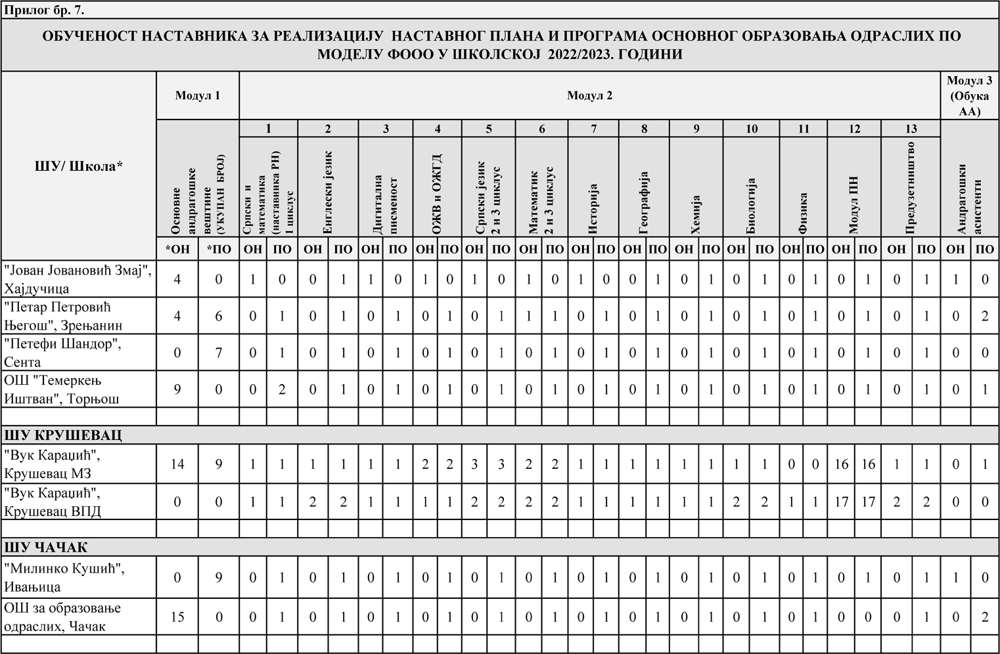 Прилог бр. 7.
ОБУЧЕНОСТ НАСТАВНИКА ЗА РЕАЛИЗАЦИЈУ НАСТАВНОГ ПЛАНА И ПРОГРАМА ОСНОВНОГ ОБРАЗОВАЊА ОДРАСЛИХ ПО
МОДЕЛУ ФООО У ШКОЛСКОЈ 2022/2023. ГОДИНИ
ШУ/ Школа*
Модул 1
Модул 2
Модул 3
(Обука
АА)
1 2 3 4 5 6 7 8 9 10 11 12 13
Основне
андрагошке
вештине
(УКУПАН БРОЈ)
Српски и
математика
(наставника РН)
1 циклус
Енглески језик
Дигитална
писменост
ОЖВ и ОЖГД
Српски језик
2 и 3 циклус
Математик
2 и 3 циклус
Историја
Географија
Хемија
Биологија
Физика
Модул ПН
Предузетништво
Андрагошки
асистенти
*ОН *ПО ОН ПО ОН ПО ОН ПО ОН ПО ОН ПО ОН ПО ОН ПО ОН ПО ОН ПО ОН ПО ОН ПО ОН ПО ОН ПО ОН ПО
"Јован Јовановић Змај",
Хајдучица
4 0 1 0 0 1 1 0 1 0 1 0 1 0 1 0 0 1 0 1 0 1 0 1 0 1 0 1 1 0
"Петар Петровић
Његош", Зрењанин
4 6 0 1 0 1 0 1 0 1 0 1 1 1 0 1 0 1 0 1 0 1 0 1 0 1 0 1 0 2
"Петефи Шандор",
Сента
0 7 0 1 0 1 0 1 0 1 0 1 0 1 0 1 0 1 0 1 0 1 0 1 0 1 0 1 0 0
ОШ "Темеркењ
Иштван", Торњош
9 0 0 2 0 1 0 1 0 1 0 1 0 1 0 1 0 1 0 1 0 1 0 1 0 1 0 1 0 1
ШУ КРУШЕВАЦ
"Вук Караџић",
Крушевац МЗ
14 9 1 1 1 1 1 1 2 2 3 3 2 2 1 1 1 1 1 1 1 1 0 0 16 16 1 1 0 1
"Вук Караџић",
Крушевац ВПД
0 0 1 1 2 2 1 1 1 1 2 2 2 2 1 1 1 1 1 1 2 2 1 1 17 17 2 2 0 0
ШУ ЧАЧАК
"Милинко Кушић",
Ивањица
0 9 0 1 0 1 0 1 0 1 0 1 0 1 0 1 0 1 0 1 0 1 0 1 0 1 0 1 1 0
ОШ за образовање
одраслих, Чачак
15 0 0 1 0 1 0 1 0 1 0 1 0 1 0 1 0 1 0 1 0 1 0 1 0 0 0 1 0 2